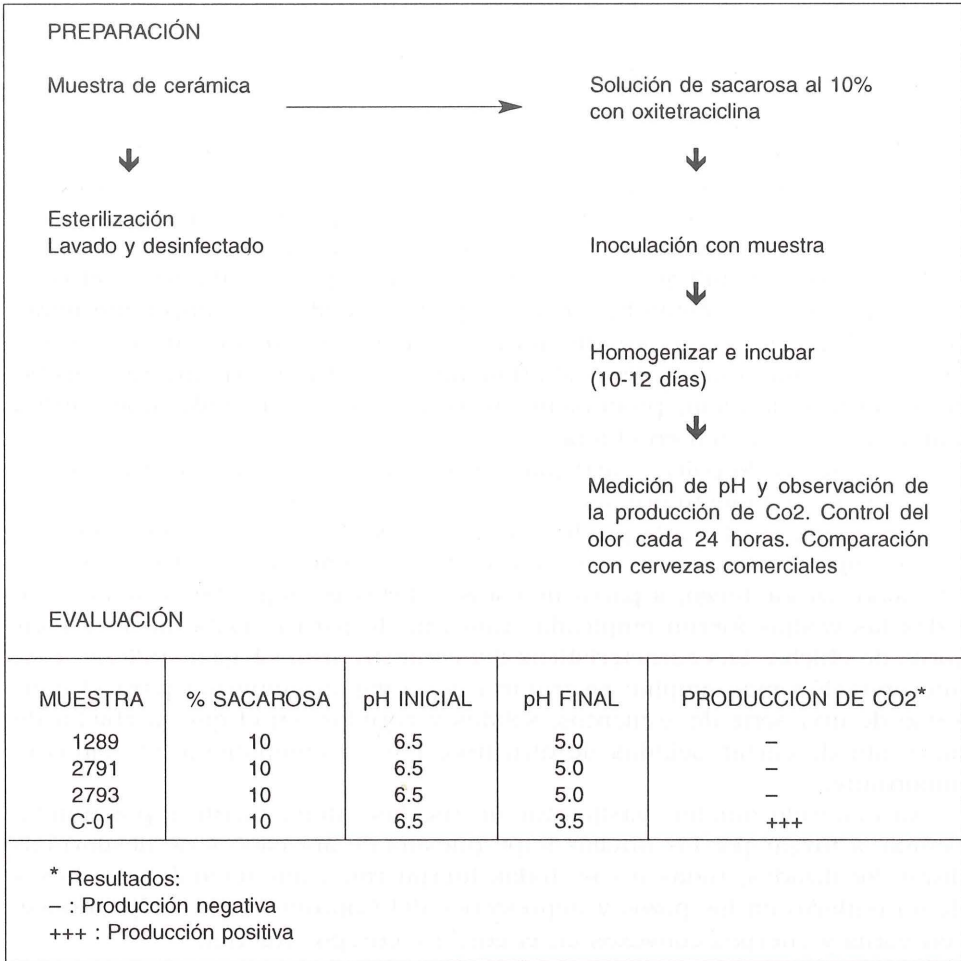 PREPARACIÓN
Muestra de cerámica
Solución de sacarosa al 10%
con oxitetraciclina
Esterilización
Lavado y desinfectado
Inoculación con muestra
Homogenizar e incubar
(10-12 días)
Medición de pH y observación de
la producción de Co2. Control del
olor cada 24 horas. Comparación
con cervezas comerciales
EVALUACIÓN
MUESTRA % SACAROSA pH INICIAL pH FINAL PRODUCCIÓN DE CO2*
1289 10 6.5 5.0 –
2791 10 6.5 5.0 –
2793 10 6.5 5.0 –
C-01 10 6.5 3.5 +++
* Resultados:
– : Producción negativa
+++ : Producción positiva